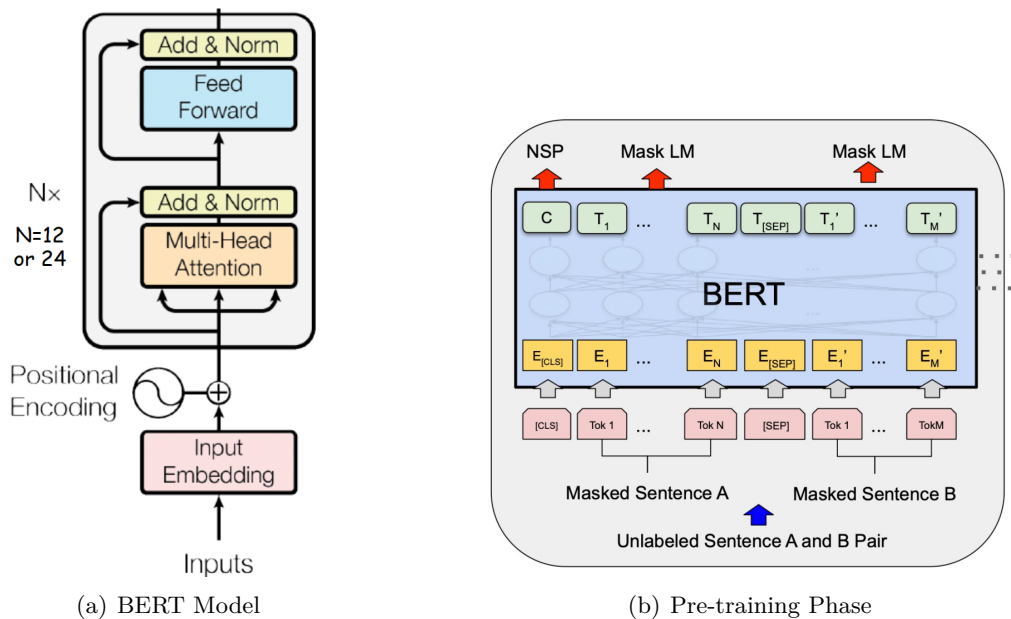 Add & Norm
Feed
Forward
Nx
N=12
or 24
Add & Norm
Multi-Head
Attention
Positional
Encoding
Input
Embedding
Inputs
(a) BERT Model
NSP Mask LM Mask LM
C T1 ... TN T[SEP] T1' ... TM'
...
BERT
...
E[CLS] E1 ... EN E[SEP] E1' ... EM'
[CLS] Tok 1 ... Tok N [SEP] Tok 1 ... TokM
Masked Sentence A Masked Sentence B
Unlabeled Sentence A and B Pair
(b) Pre-training Phase